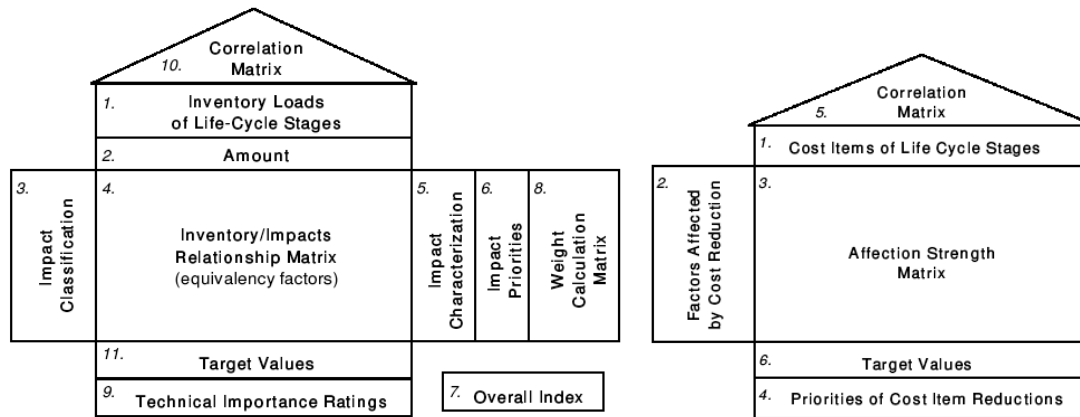 10.
Correlation
Matrix
1.
Inventory Loads
of Life-Cycle Stages
2.
Amount
3.
Impact
Classification
4.
Inventory/Impacts
Relationship Matrix
(equivalency factors)
5.
Impact
Characterization
6.
Impact
Priorities
8.
Weight
Calculation
Matrix
11.
Target Values
9.
Technical Importance Ratings
7.
Overall Index
5.
Correlation
Matrix
1.
Cost Items of Life Cycle Stages
2.
Factors Affected
by Cost Reduction
3.
Affection Strength
Matrix
6.
Target Values
4.
Priorities of Cost Item Reductions